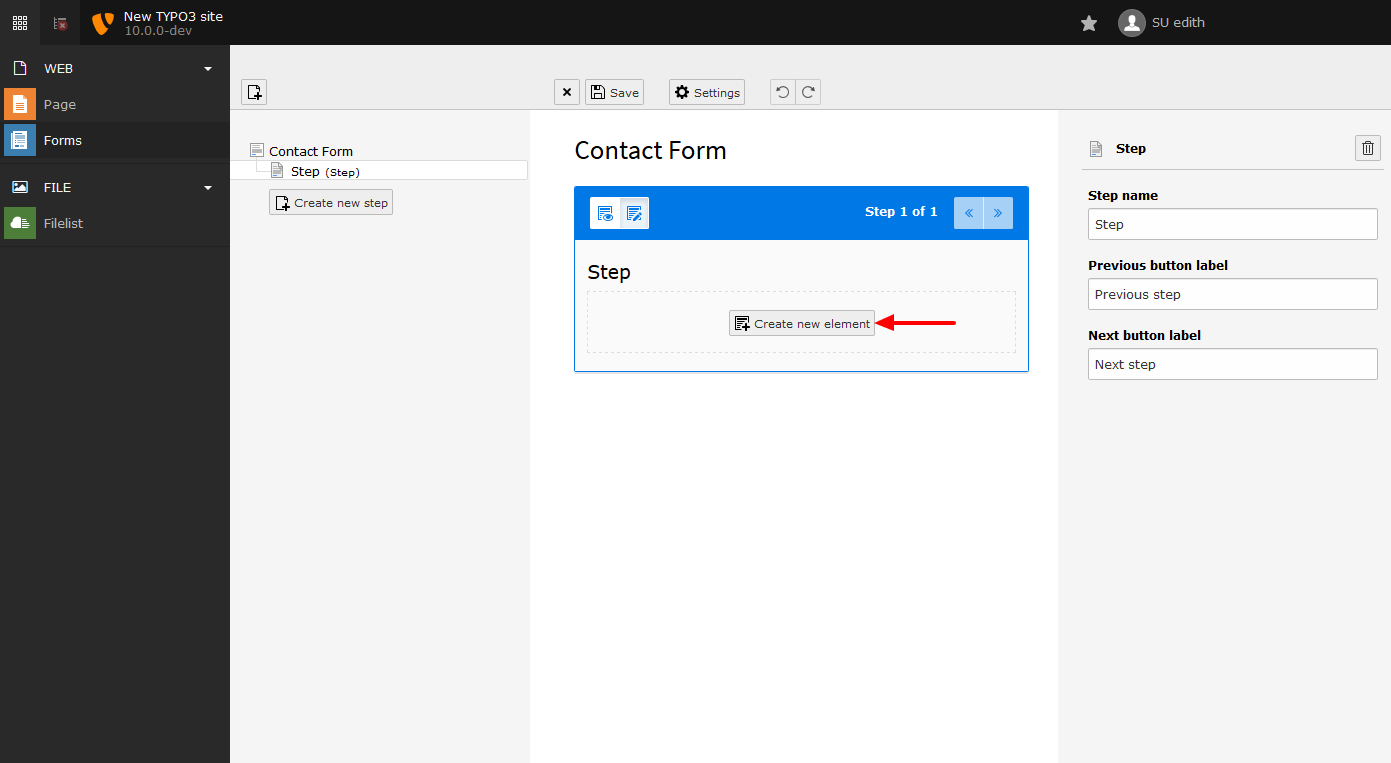 New TYPO3 site
10.0.0-dev
SU edith
WEB
Page
Forms
FILE
Filelist
Save
Settings
Contact Form
Step (Step)
Create new step
Contact Form
Step 1 of 1
Step
Create new element
Step
Step name
Step
Previous button label
Previous step
Next button label
Next step